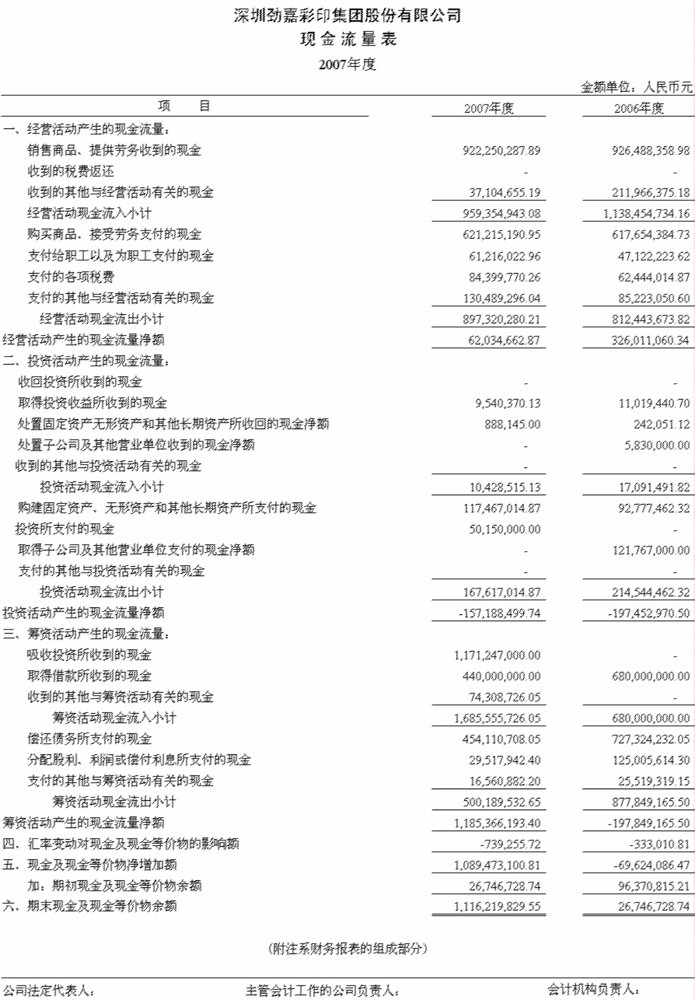 深圳劲嘉彩印集团股份有限公司
现金流量表
2007年度
金额单位：人民币元
项 目 2007年度 2006年度
一、经营活动产生的现金流量：
销售商品、提供劳务收到的现金 922,250,287.89 926,488,358.98
收到的税费返还 - -
收到的其他与经营活动有关的现金 37,104,655.19 211,966,375.18
经营活动现金流入小计 959,354,943.08 1,138,454,734.16
购买商品、接受劳务支付的现金 621,215,190.95 617,654,384.73
支付给职工以及为职工支付的现金 61,216,022.96 47,122,223.62
支付的各项税费 84,399,770.26 62,444,014.87
支付的其他与经营活动有关的现金 130,489,296.04 85,223,050.60
经营活动现金流出小计 897,320,280.21 812,443,673.82
经营活动产生的现金流量净额 62,034,662.87 326,011,060.34
二、投资活动产生的现金流量：
收回投资所收到的现金 - -
取得投资收益所收到的现金 9,540,370.13 11,019,440.70
处置固定资产无形资产和其他长期资产所收回的现金净额 888,145.00 242,051.12
处置子公司及其他营业单位收到的现金净额 - 5,830,000.00
收到的其他与投资活动有关的现金 - -
投资活动现金流入小计 10,428,515.13 17,091,491.82
购建固定资产、无形资产和其他长期资产所支付的现金 117,467,014.87 92,777,462.32
投资所支付的现金 50,150,000.00 -
取得子公司及其他营业单位支付的现金净额 - 121,767,000.00
支付的其他与投资活动有关的现金 - -
投资活动现金流出小计 167,617,014.87 214,544,462.32
投资活动产生的现金流量净额 -157,188,499.74 -197,452,970.50
三、筹资活动产生的现金流量：
吸收投资所收到的现金 1,171,247,000.00 -
取得借款所收到的现金 440,000,000.00 680,000,000.00
收到的其他与筹资活动有关的现金 74,308,726.05 -
筹资活动现金流入小计 1,685,555,726.05 680,000,000.00
偿还债务所支付的现金 454,110,708.05 727,324,232.05
分配股利、利润或偿付利息所支付的现金 29,517,942.40 125,005,614.30
支付的其他与筹资活动有关的现金 16,560,882.20 25,519,319.15
筹资活动现金流出小计 500,189,532.65 877,849,165.50
筹资活动产生的现金流量净额 1,185,366,193.40 -197,849,165.50
四、汇率变动对现金及现金等价物的影响额 -739,255.72 -333,010.81
五、现金及现金等价物净增加额 1,089,473,100.81 -69,624,086.47
加：期初现金及现金等价物余额 26,746,728.74 96,370,815.21
六、期末现金及现金等价物余额 1,116,219,829.55 26,746,728.74
（附注系财务报表的组成部分）
公司法定代表人： 主管会计工作的公司负责人： 会计机构负责人：